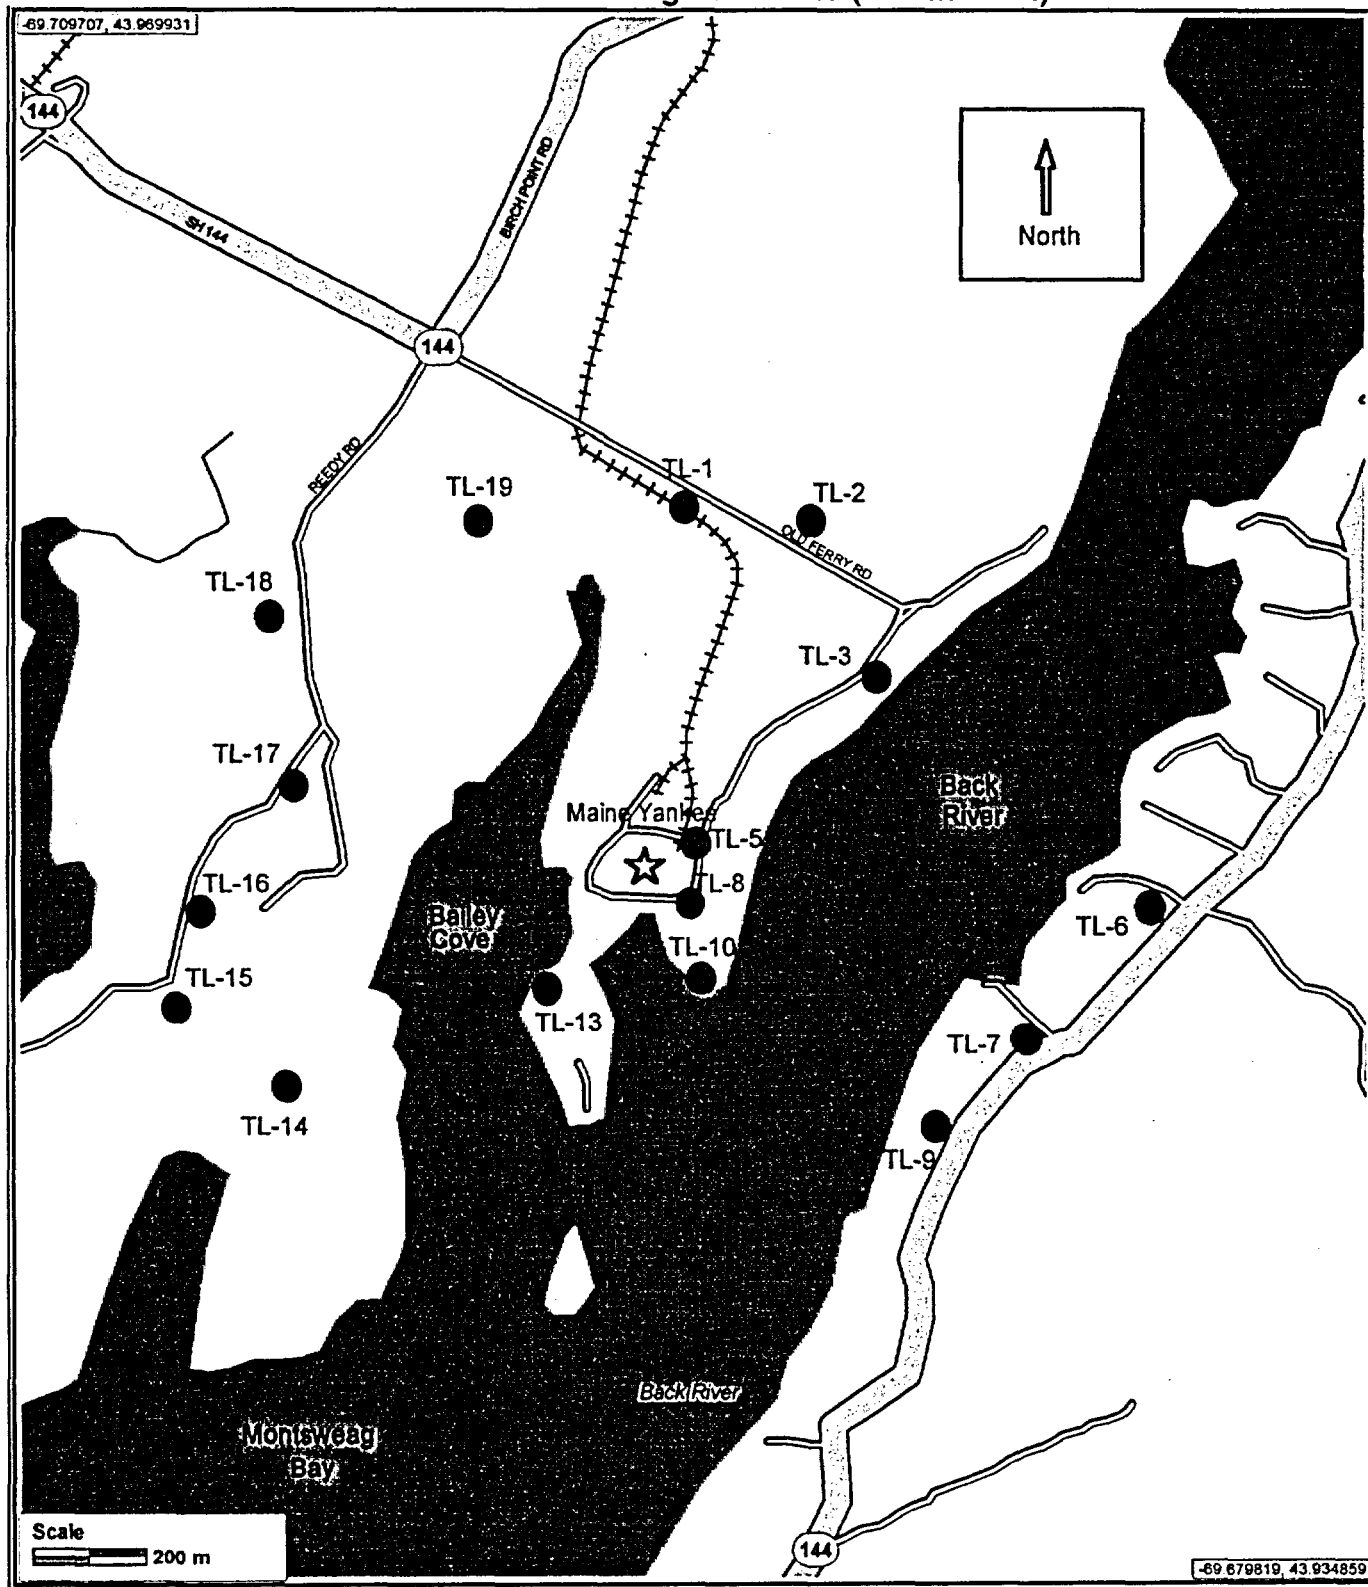 -69.709707, 43.969931
144
SH 144
BIRCH POINT RD
North
144
REEDY RD
TL-19
TL-1
TL-2
OLD FERRY RD
TL-18
TL-3
TL-17
Back
River
Maine Yankee
TL-5
TL-16
TL-8
TL-6
Bailey
Cove
TL-10
TL-15
TL-13
TL-7
TL-14
TL-9
Back River
Montsweag
Bay
Scale
200 m
144
-69.679819, 43.934859